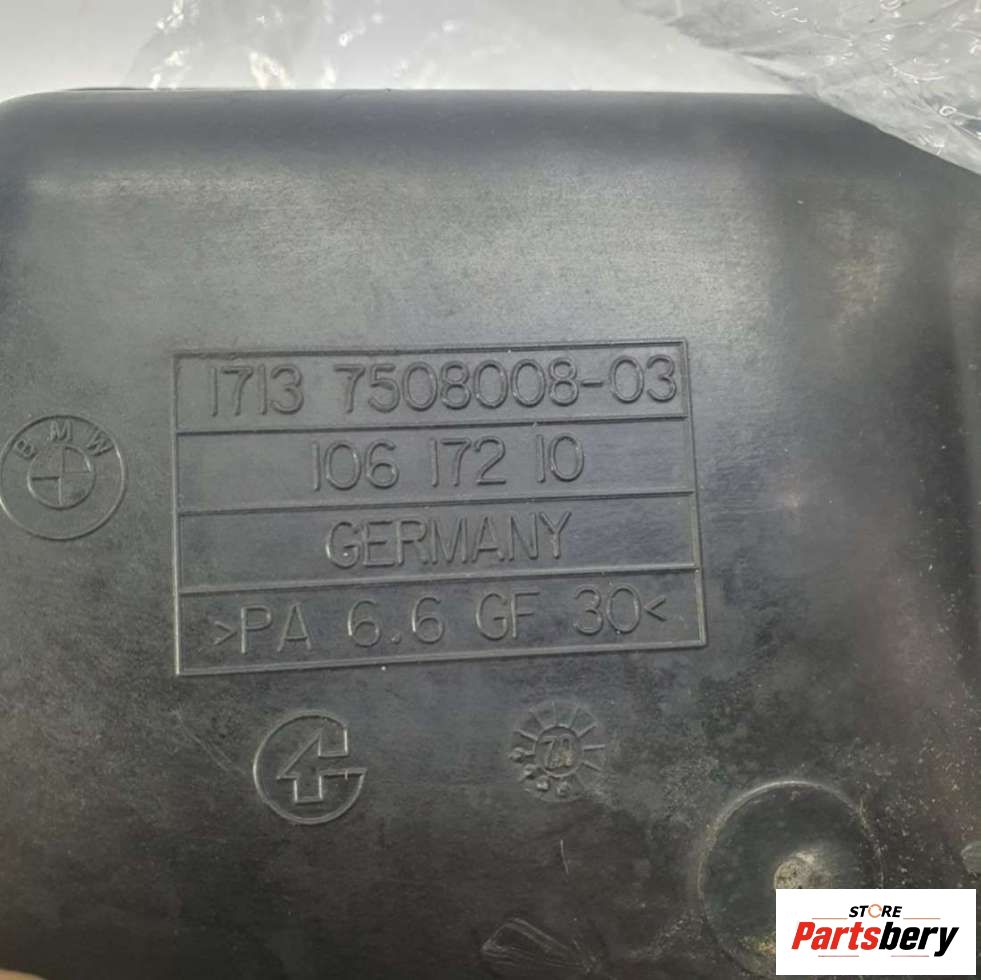 1713 7508008-03
BMW
106 172 10
GERMANY
>PA 6.6 GF 30<
STORE
Partsbery